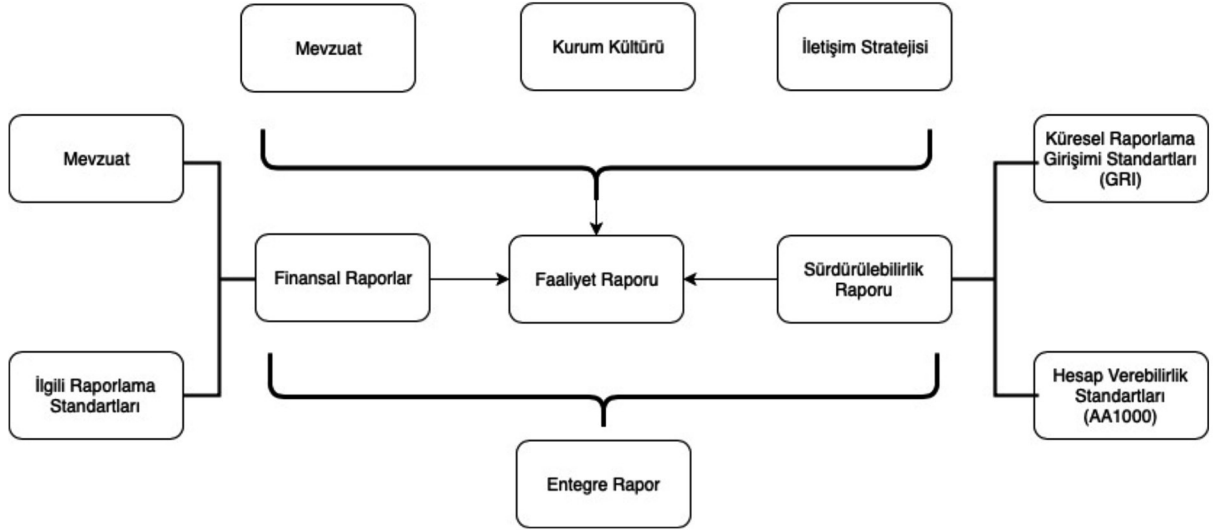 Mevzuat
Kurum Kültürü
İletişim Stratejisi
Mevzuat
Küresel Raporlama
Girişimi Standartları
(GRI)
Finansal Raporlar
Faaliyet Raporu
Sürdürülebilirlik
Raporu
İlgili Raporlama
Standartları
Hesap Verebilirlik
Standartları
(AA1000)
Entegre Rapor